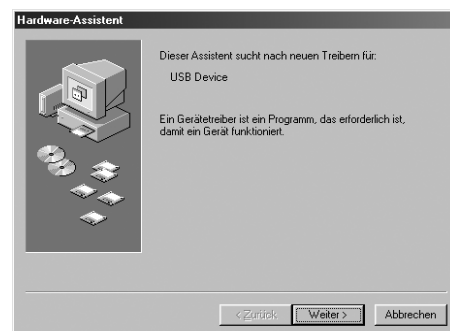 Hardware-Assistent
Dieser Assistent sucht nach neuen Treibern für:
USB Device
Ein Gerätetreiber ist ein Programm, das erforderlich ist,
damit ein Gerät funktioniert.
< Zurück
Weiter >
Abbrechen